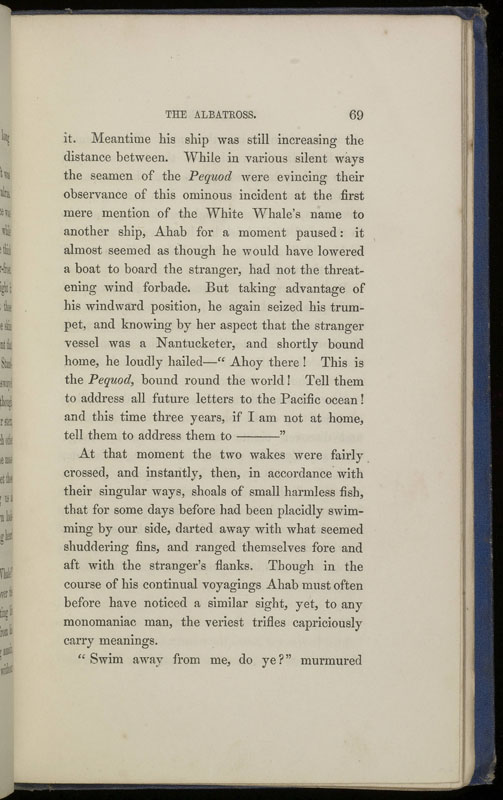 THE ALBATROSS. 69
it. Meantime his ship was still increasing the
distance between. While in various silent ways
the seamen of the Pequod were evincing their
observance of this ominous incident at the first
mere mention of the White Whale's name to
another ship, Ahab for a moment paused: it
almost seemed as though he would have lowered
a boat to board the stranger, had not the threat-
ening wind forbade. But taking advantage of
his windward position, he again seized his trum-
pet, and knowing by her aspect that the stranger
vessel was a Nantucketer, and shortly bound
home, he loudly hailed—“ Ahoy there! This is
the Pequod, bound round the world! Tell them
to address all future letters to the Pacific ocean!
and this time three years, if I am not at home,
tell them to address them to ———”
At that moment the two wakes were fairly
crossed, and instantly, then, in accordance with
their singular ways, shoals of small harmless fish,
that for some days before had been placidly swim-
ming by our side, darted away with what seemed
shuddering fins, and ranged themselves fore and
aft with the stranger's flanks. Though in the
course of his continual voyagings Ahab must often
before have noticed a similar sight, yet, to any
monomaniac man, the veriest trifles capriciously
carry meanings.
“ Swim away from me, do ye?” murmured